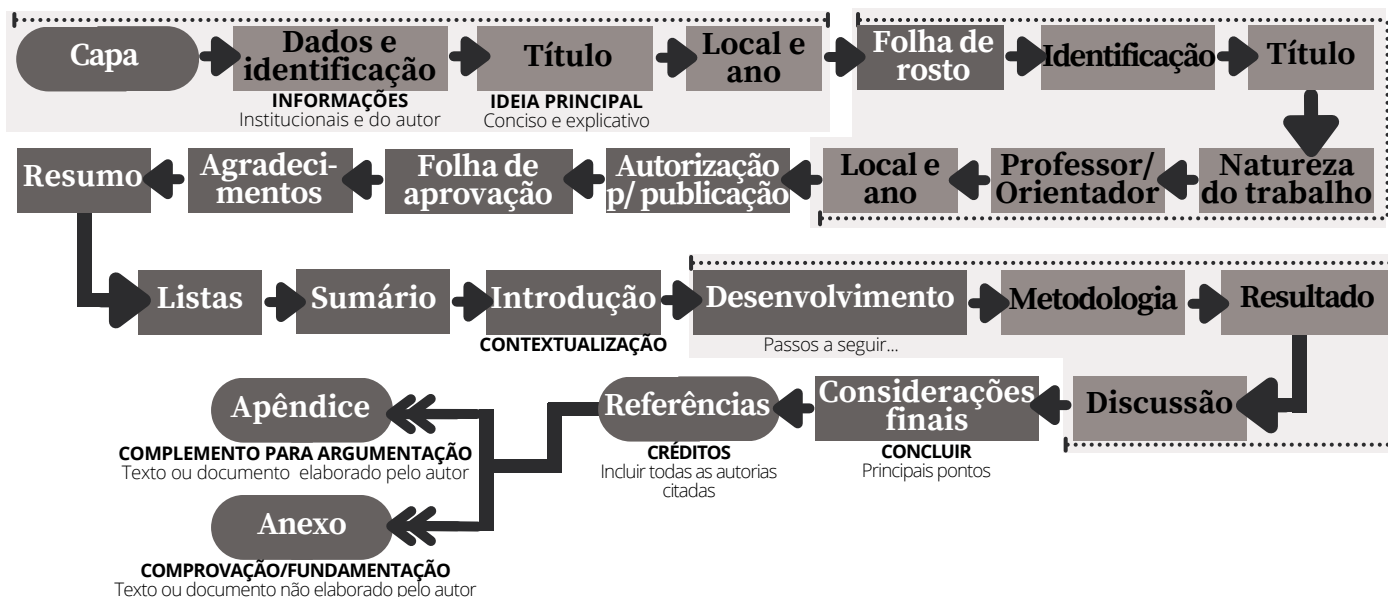 Capa
Dados e
identificação
INFORMAÇÕES
Institucionais e do autor
Título
IDEIA PRINCIPAL
Conciso e explicativo
Local e
ano
Folha de
rosto
Identificação
Título
Natureza
do trabalho
Professor/
Orientador
Local e
ano
Autorização
p/ publicação
Folha de
aprovação
Agradeci-
mentos
Resumo
Listas
Sumário
Introdução
CONTEXTUALIZAÇÃO
Desenvolvimento
Passos a seguir...
Metodologia
Resultado
Discussão
Considerações
finais
CONCLUIR
Principais pontos
Referências
CRÉDITOS
Incluir todas as autorias
citadas
Apêndice
COMPLEMENTO PARA ARGUMENTAÇÃO
Texto ou documento elaborado pelo autor
Anexo
COMPROVAÇÃO/FUNDAMENTAÇÃO
Texto ou documento não elaborado pelo autor